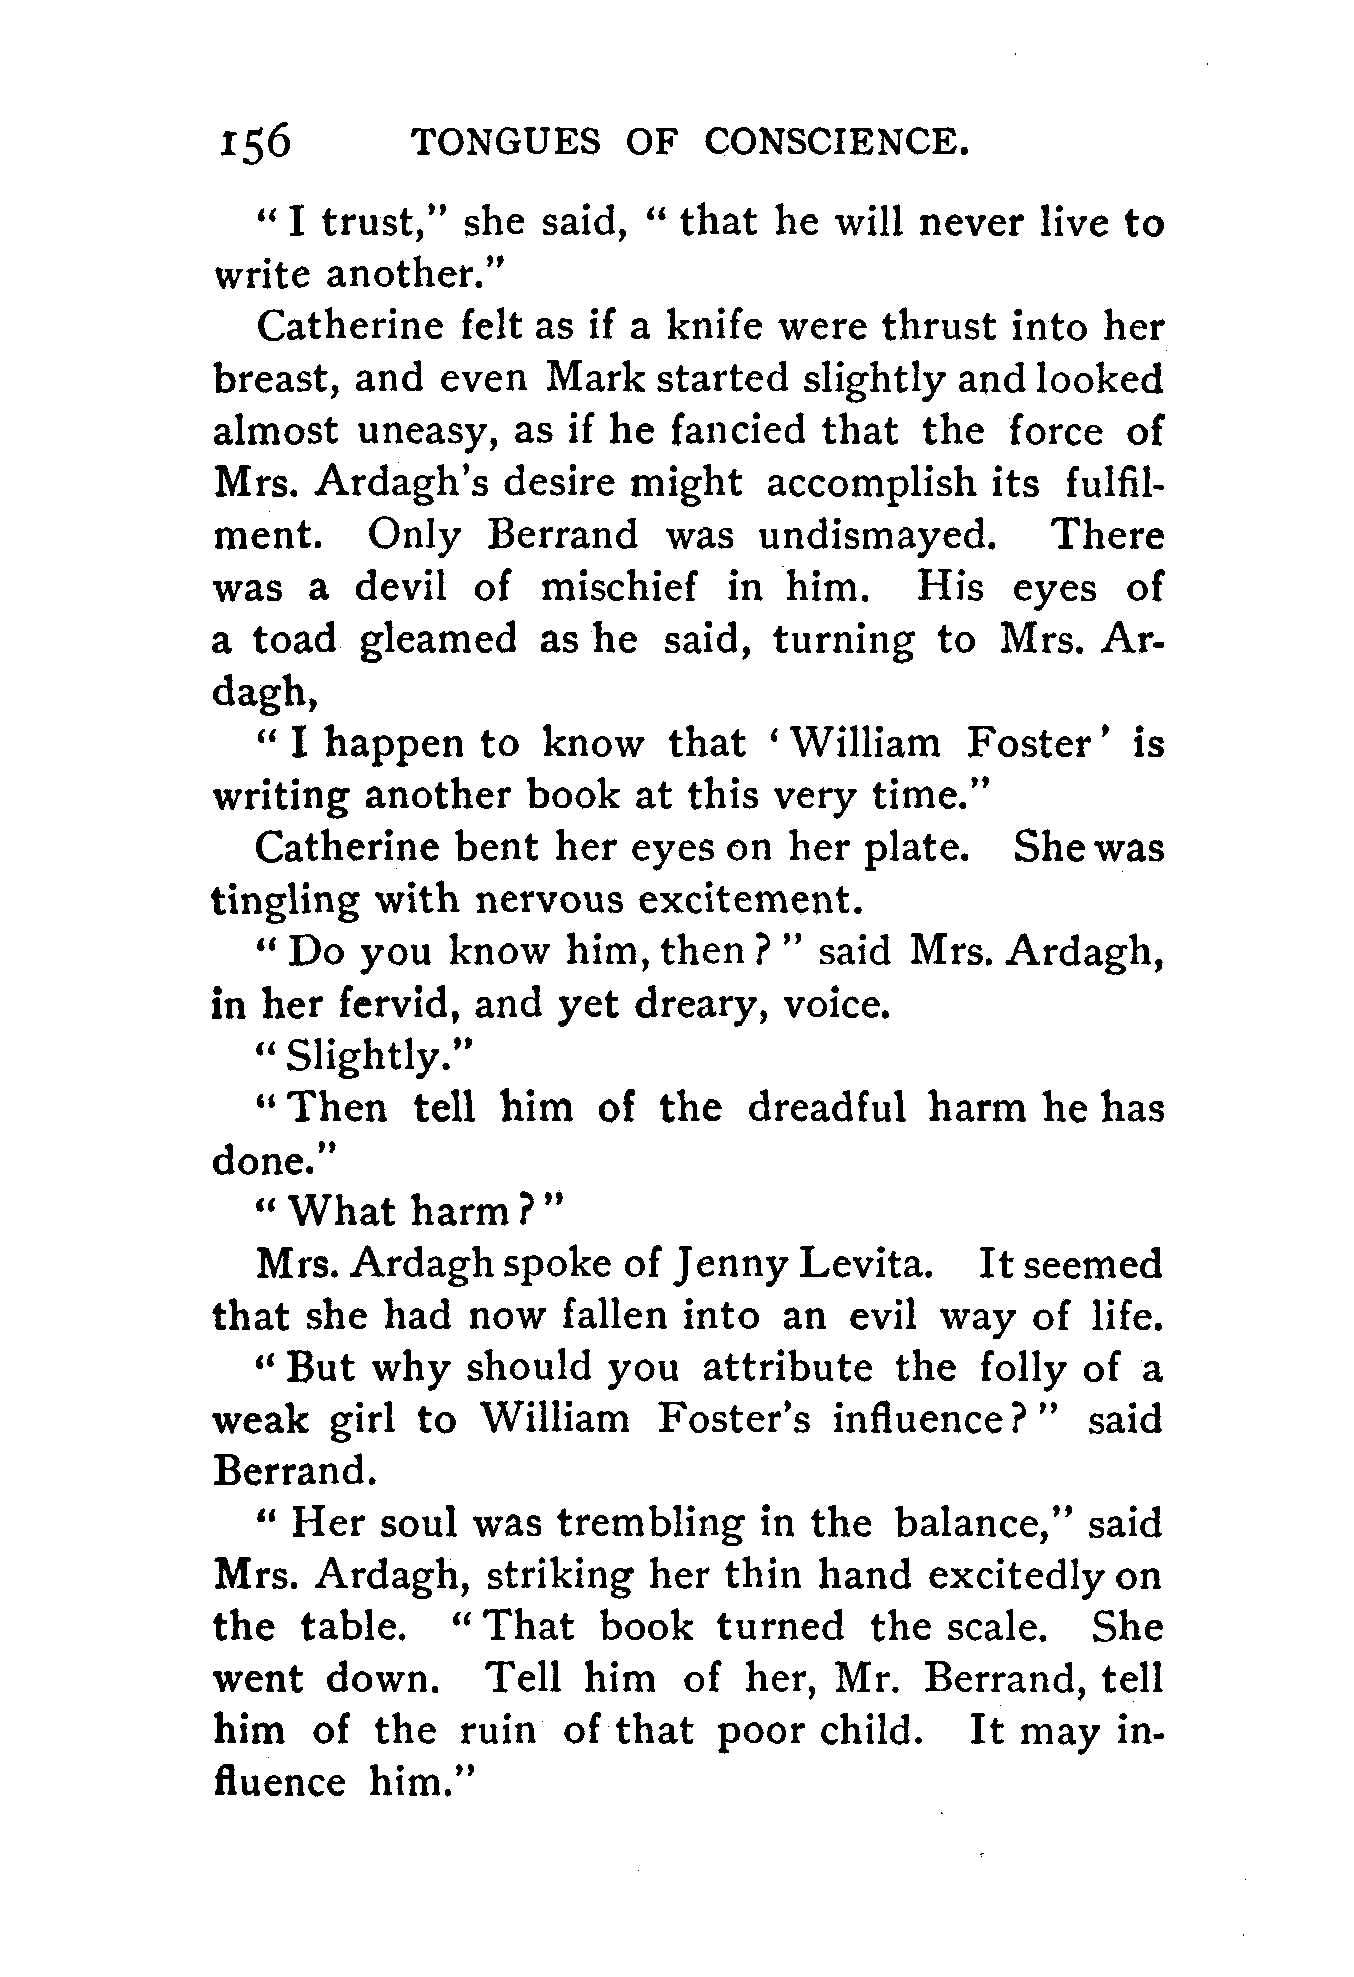 156 TONGUES OF CONSCIENCE.
“ I trust,” she said, “ that he will never live to
write another.”
Catherine felt as if a knife were thrust into her
breast, and even Mark started slightly and looked
almost uneasy, as if he fancied that the force of
Mrs. Ardagh’s desire might accomplish its fulfil-
ment. Only Berrand was undismayed. There
was a devil of mischief in him. His eyes of
a toad gleamed as he said, turning to Mrs. Ar-
dagh,
“ I happen to know that ‘ William Foster ’ is
writing another book at this very time.”
Catherine bent her eyes on her plate. She was
tingling with nervous excitement.
“ Do you know him, then ? ” said Mrs. Ardagh,
in her fervid, and yet dreary, voice.
“ Slightly.”
“ Then tell him of the dreadful harm he has
done.”
“ What harm ? ”
Mrs. Ardagh spoke of Jenny Levita. It seemed
that she had now fallen into an evil way of life.
“ But why should you attribute the folly of a
weak girl to William Foster’s influence ? ” said
Berrand.
“ Her soul was trembling in the balance,” said
Mrs. Ardagh, striking her thin hand excitedly on
the table. “ That book turned the scale. She
went down. Tell him of her, Mr. Berrand, tell
him of the ruin of that poor child. It may in-
fluence him.”